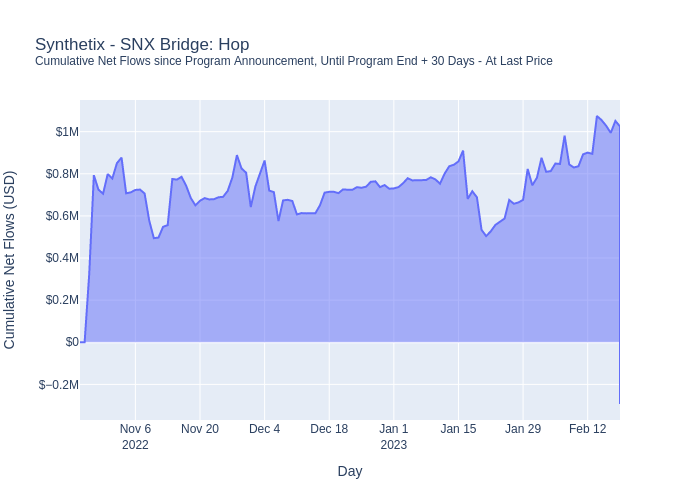 Synthetix - SNX Bridge: Hop
Cumulative Net Flows since Program Announcement, Until Program End + 30 Days - At Last Price
Cumulative Net Flows (USD)
$1M
$0.8M
$0.6M
$0.4M
$0.2M
$0
$−0.2M
Nov 6
2022
Nov 20
Dec 4
Dec 18
Jan 1
2023
Jan 15
Jan 29
Feb 12
Day